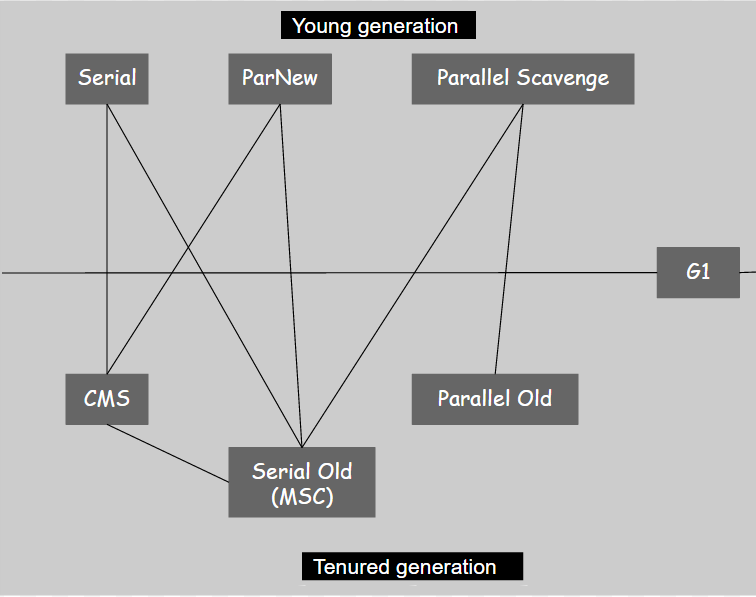 Young generation
Serial
ParNew
Parallel Scavenge
G1
CMS
Parallel Old
Serial Old
(MSC)
Tenured generation